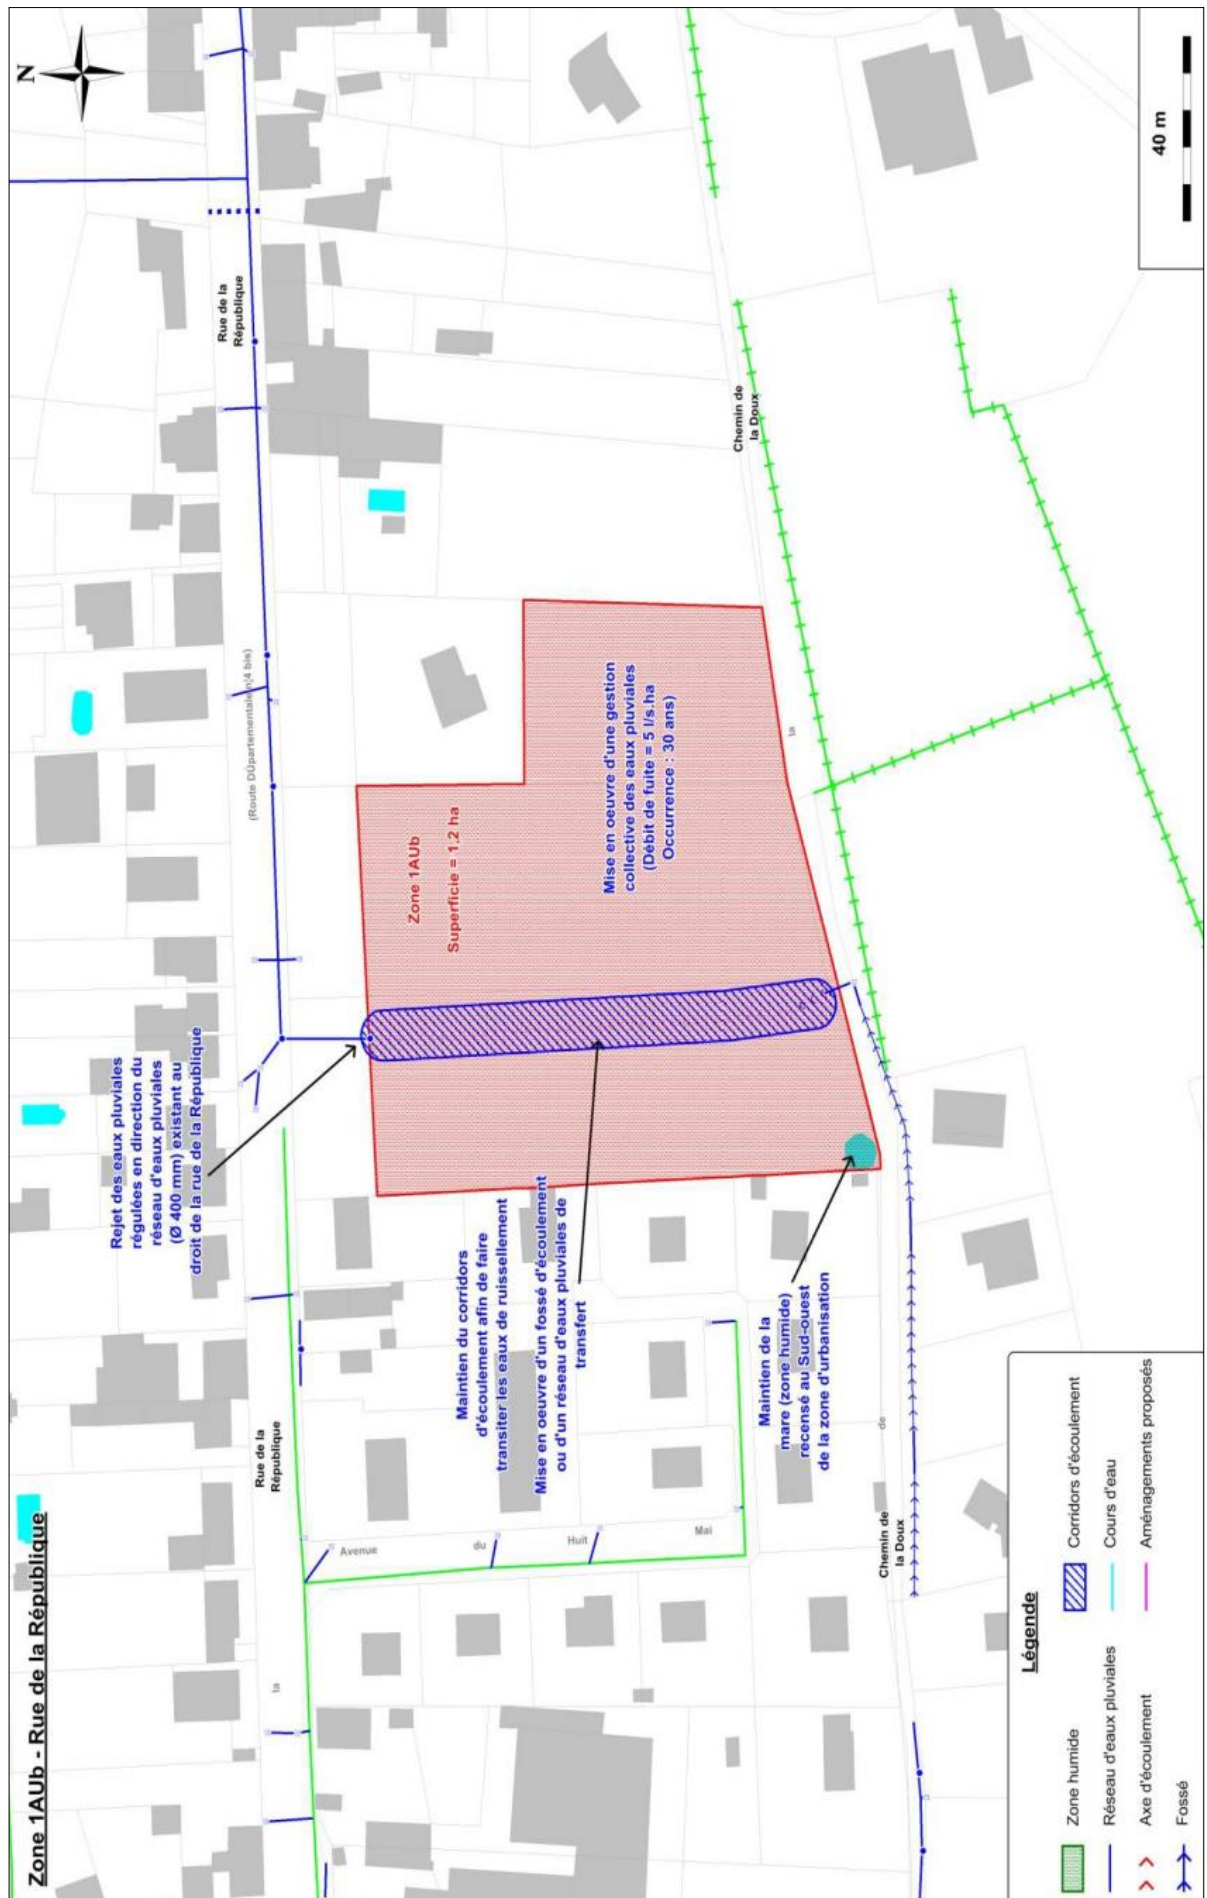 Zone 1AUb - Rue de la République
N
Rejet des eaux pluviales
régulées en direction du
réseau d'eaux pluviales
(Ø 400 mm) existant au
droit de la rue de la République
Rue de la
République
Rue de la
République
(Route DÜpartementale n¦4 bis)
la
Zone 1AUb
Superficie = 1.2 ha
Maintien du corridors
d'écoulement afin de faire
transiter les eaux de ruissellement
Mise en oeuvre d'un fossé d'écoulement
ou d'un réseau d'eaux pluviales de
transfert
Mise en oeuvre d'une gestion
collective des eaux pluviales
(Débit de fuite = 5 l/s.ha
Occurrence : 30 ans)
Avenue
du
Huit
Mai
Maintien de la
mare (zone humide)
recensé au Sud-ouest
de la zone d'urbanisation
Chemin de
la Doux
de
la
Chemin de
la Doux
Légende
Zone humide
Réseau d'eaux pluviales
Axe d'écoulement
Fossé
Corridors d'écoulement
Cours d'eau
Aménagements proposés
40 m